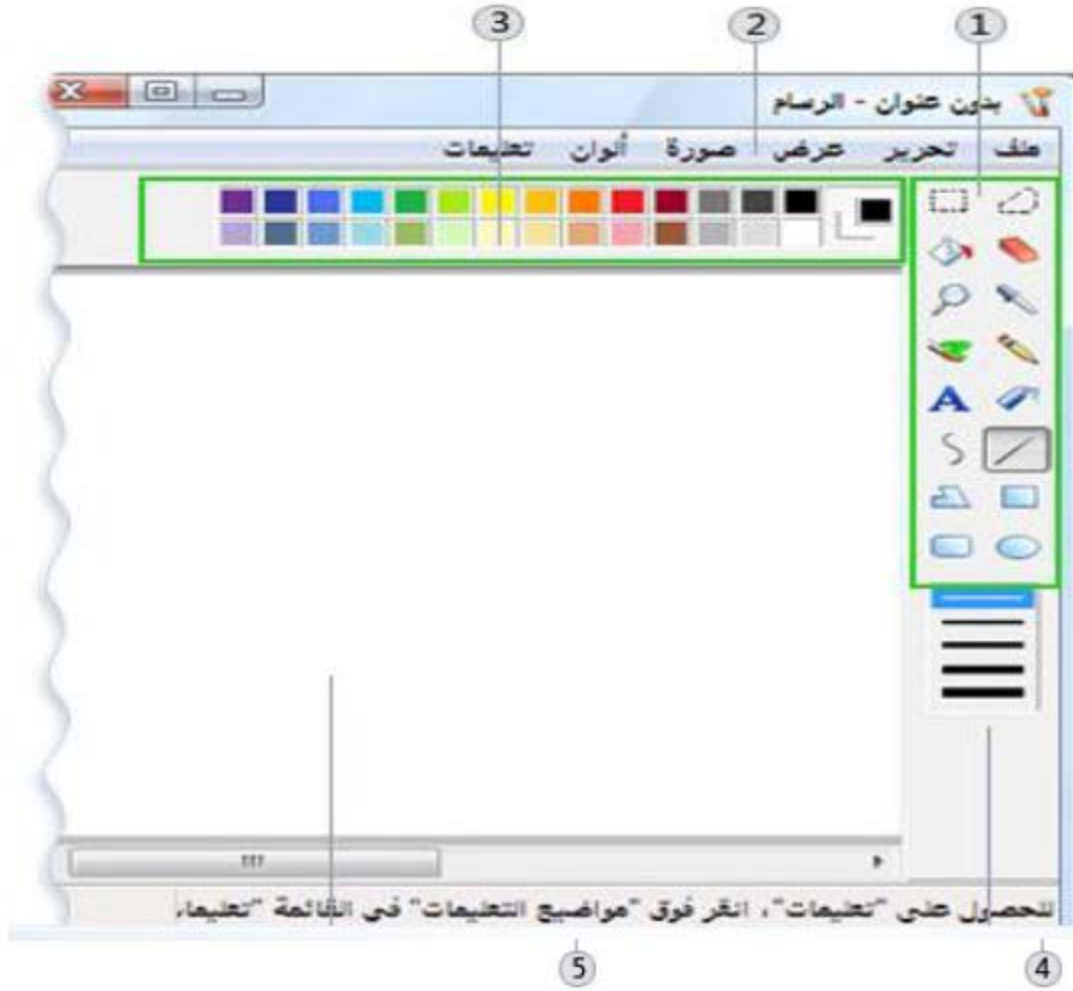 ③ ② ①
بدون عنوان - الرسام
ملف تحرير عرض صورة ألوان تعليمات
A
للحصول على "تعليمات"، انقر فوق "مواضيع التعليمات" في القائمة "تعليما،
⑤ ④